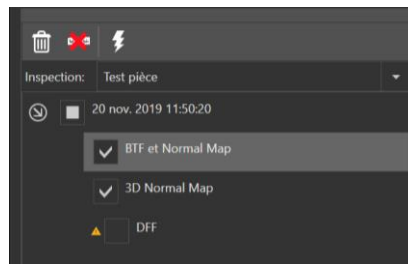 Inspection: Test pièce
20 nov. 2019 11:50:20
BTF et Normal Map
3D Normal Map
DFF